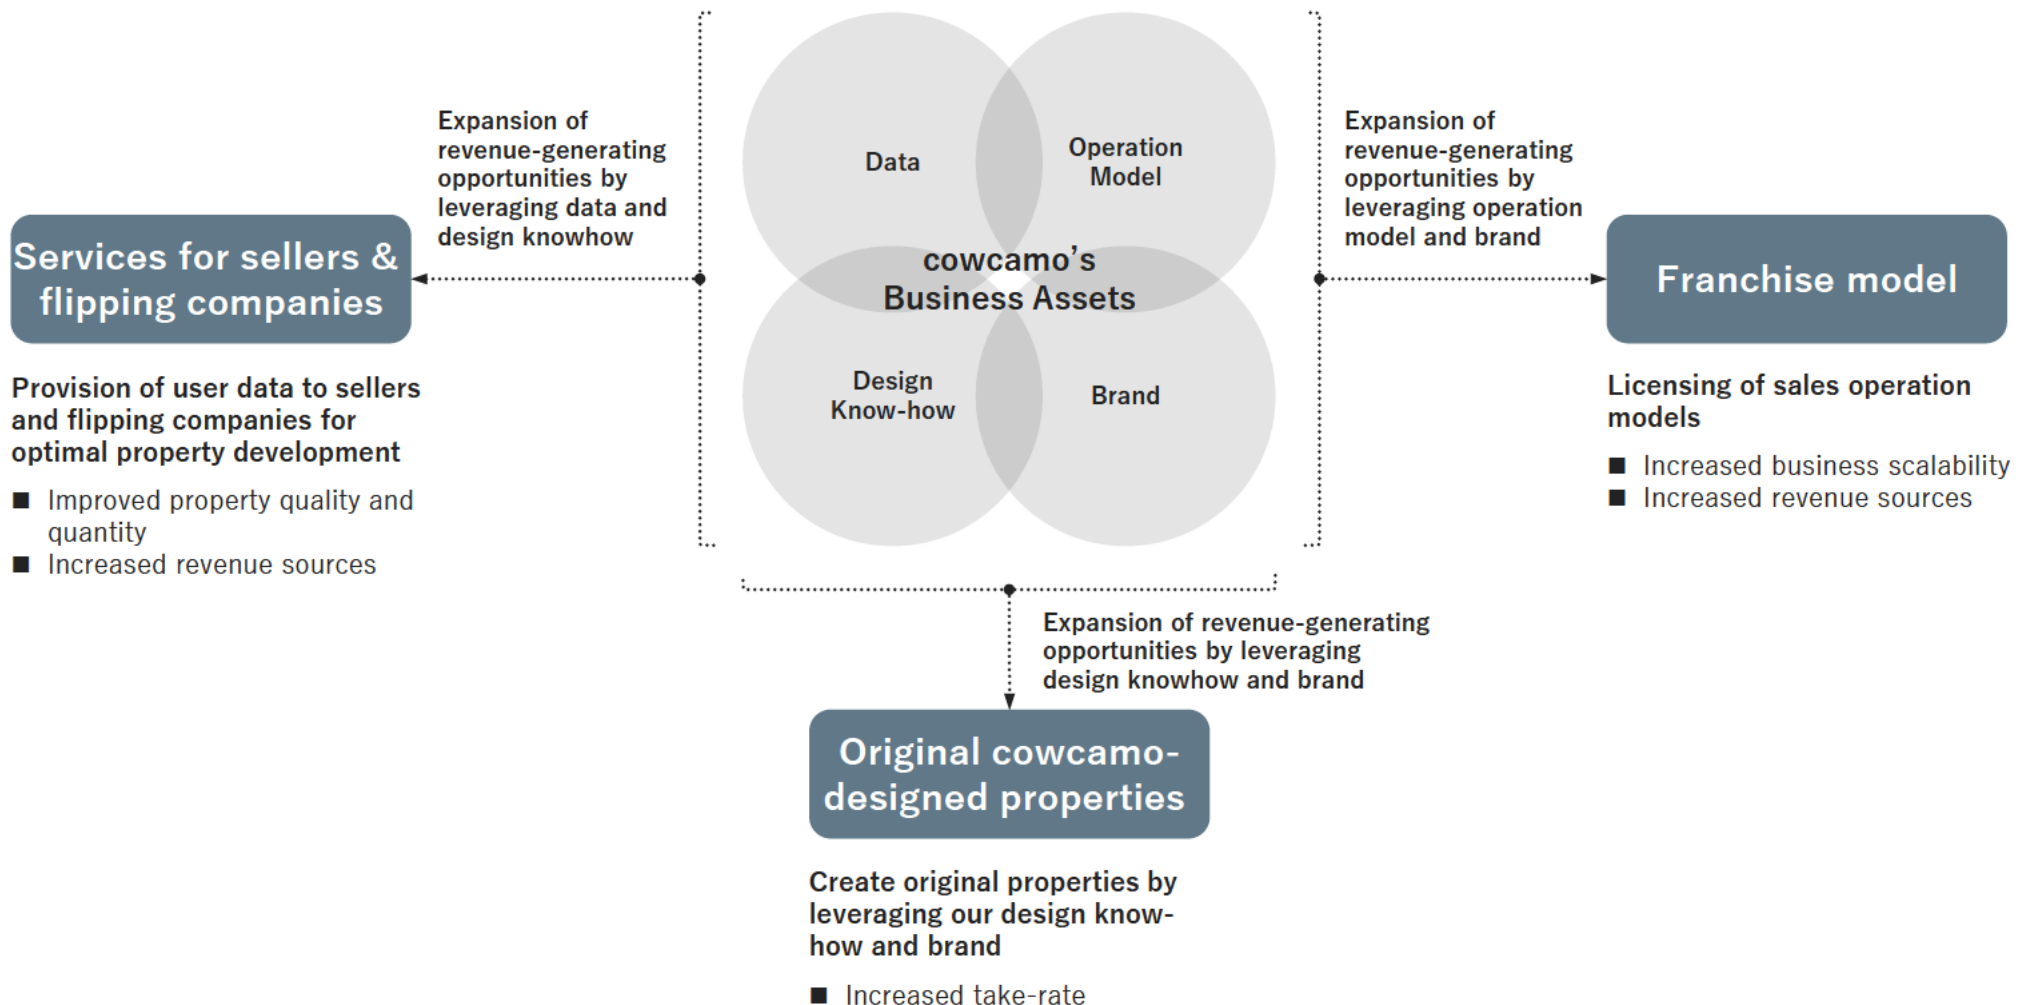 Expansion of
revenue-generating
opportunities by
leveraging data and
design knowhow
Services for sellers &
flipping companies
Provision of user data to sellers
and flipping companies for
optimal property development
■ Improved property quality and
quantity
■ Increased revenue sources
Data
Operation
Model
cowcamo’s
Business Assets
Design
Know-how
Brand
Expansion of
revenue-generating
opportunities by
leveraging operation
model and brand
Franchise model
Licensing of sales operation
models
■ Increased business scalability
■ Increased revenue sources
Expansion of revenue-generating
opportunities by leveraging
design knowhow and brand
Original cowcamo-
designed properties
Create original properties by
leveraging our design know-
how and brand
■ Increased take-rate